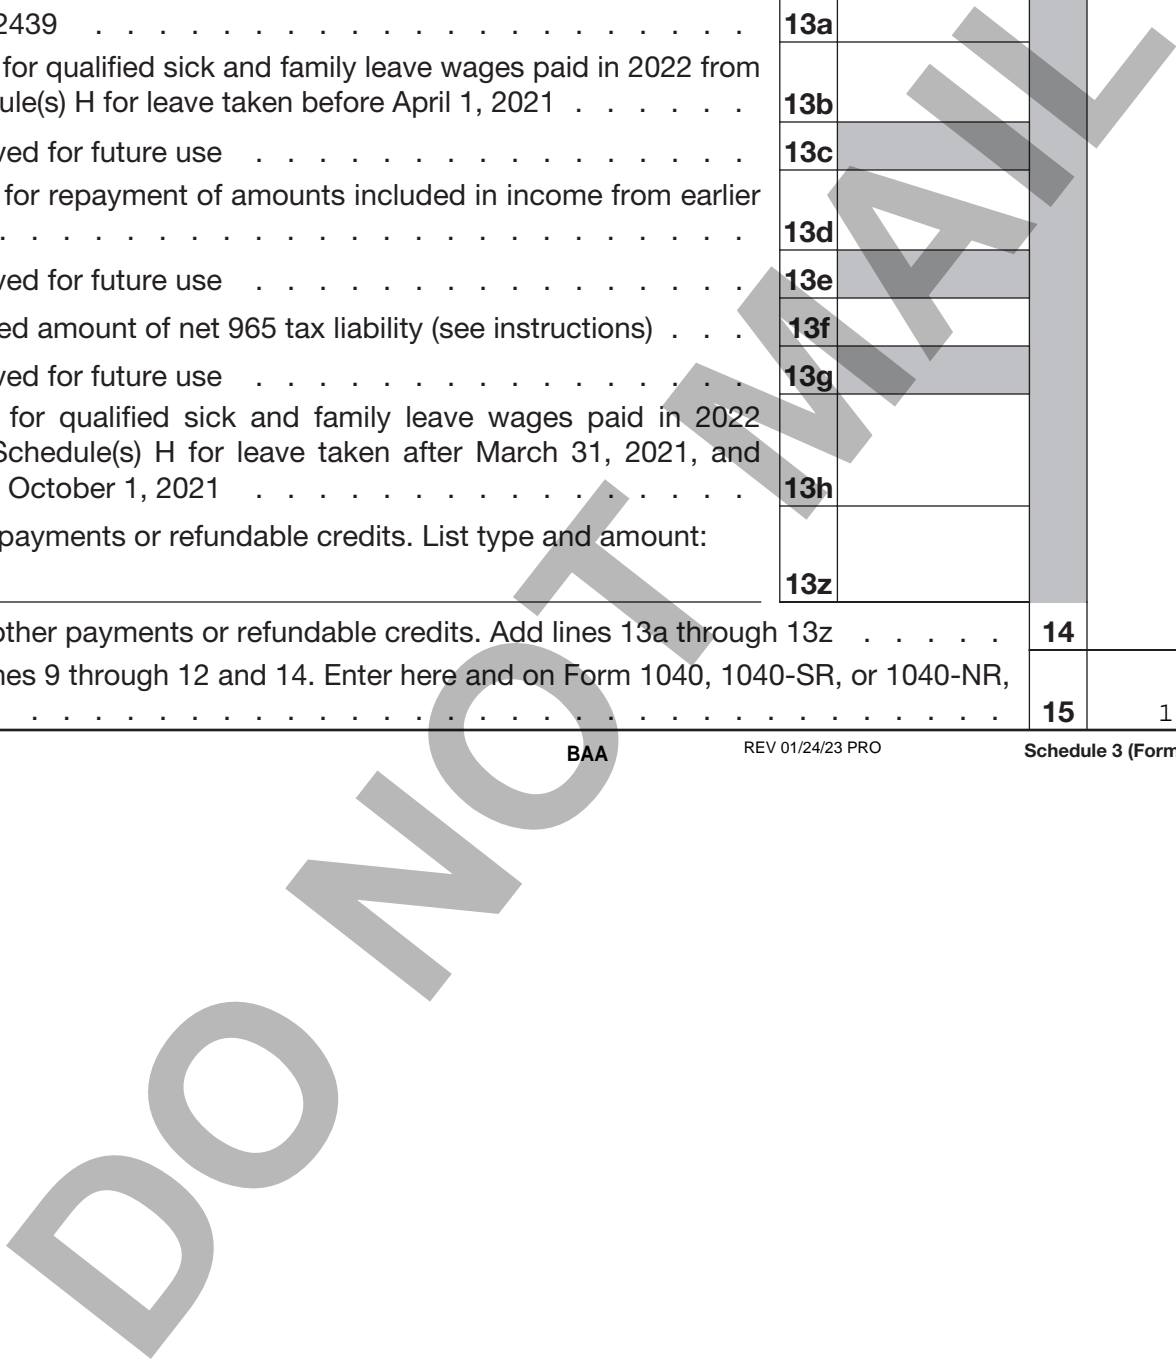 2439 . . . . . . . . . . . . . . . . . . . . . 13a
for qualified sick and family leave wages paid in 2022 from
ule(s) H for leave taken before April 1, 2021 . . . . . . 13b
ved for future use . . . . . . . . . . . . . . . . 13c
for repayment of amounts included in income from earlier
. . . . . . . . . . . . . . . . . . . . . . . . 13d
ved for future use . . . . . . . . . . . . . . . . 13e
ed amount of net 965 tax liability (see instructions) . . . 13f
ved for future use . . . . . . . . . . . . . . . . 13g
for qualified sick and family leave wages paid in 2022
Schedule(s) H for leave taken after March 31, 2021, and
October 1, 2021 . . . . . . . . . . . . . . . . 13h
payments or refundable credits. List type and amount:
13z
other payments or refundable credits. Add lines 13a through 13z . . . . . 14
nes 9 through 12 and 14. Enter here and on Form 1040, 1040-SR, or 1040-NR,
. . . . . . . . . . . . . . . . . . . . . . . . . . . . . . . 15 1
BAA REV 01/24/23 PRO Schedule 3 (Form
DO NOT MAIL